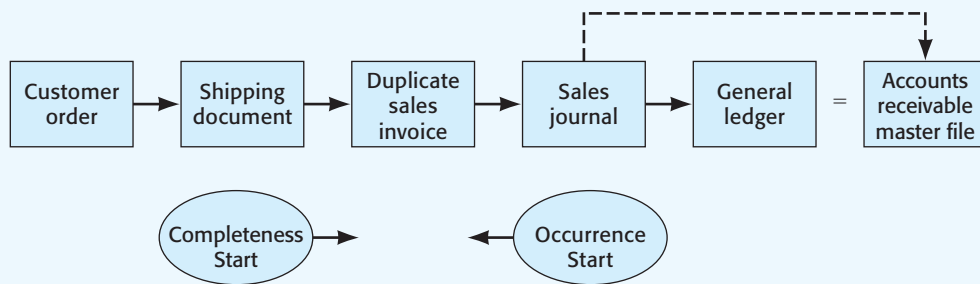 Customer
order
Shipping
document
Duplicate
sales
invoice
Sales
journal
General
ledger
=
Accounts
receivable
master file
Completeness
Start
Occurrence
Start